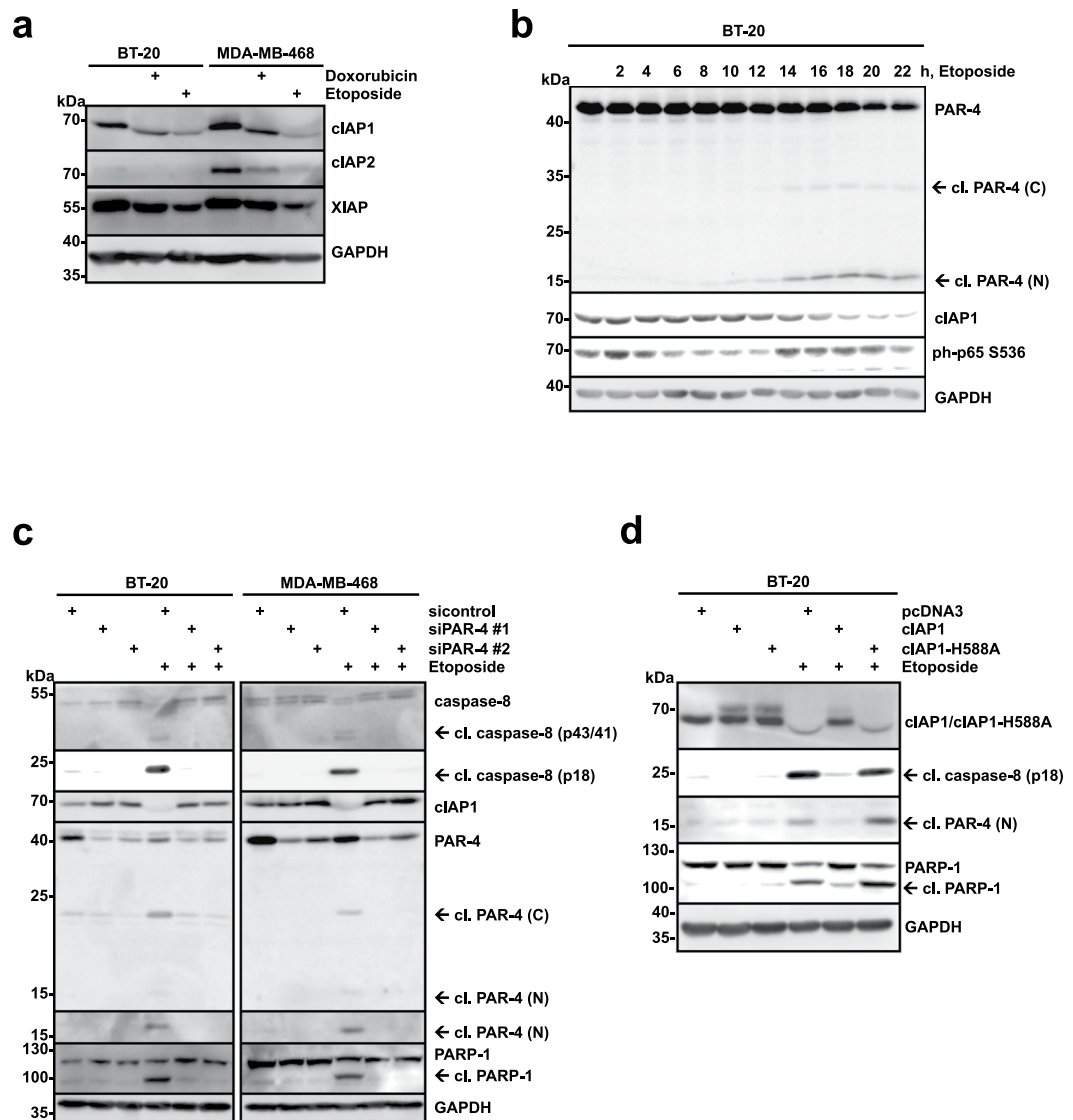 a
BT-20 MDA-MB-468
+ + Doxorubicin
+ + Etoposide
kDa
70 cIAP1
70 cIAP2
55 XIAP
40 GAPDH
35
b
BT-20
kDa 2 4 6 8 10 12 14 16 18 20 22 h, Etoposide
40 PAR-4
35 ← cl. PAR-4 (C)
25
15 ← cl. PAR-4 (N)
70 cIAP1
70 ph-p65 S536
40 GAPDH
c
BT-20 MDA-MB-468
+ + + + sicontrol
+ + + + siPAR-4 #1
+ + + + siPAR-4 #2
+ + + + + + Etoposide
kDa
55 caspase-8
← cl. caspase-8 (p43/41)
25 ← cl. caspase-8 (p18)
70 cIAP1
40 PAR-4
25 ← cl. PAR-4 (C)
15 ← cl. PAR-4 (N)
15 ← cl. PAR-4 (N)
130 PARP-1
100 ← cl. PARP-1
35 GAPDH
d
BT-20
+ + pcDNA3
+ + cIAP1
+ + cIAP1-H588A
+ + + Etoposide
kDa
70 cIAP1/cIAP1-H588A
25 ← cl. caspase-8 (p18)
15 ← cl. PAR-4 (N)
130 PARP-1
100 ← cl. PARP-1
40 GAPDH
35